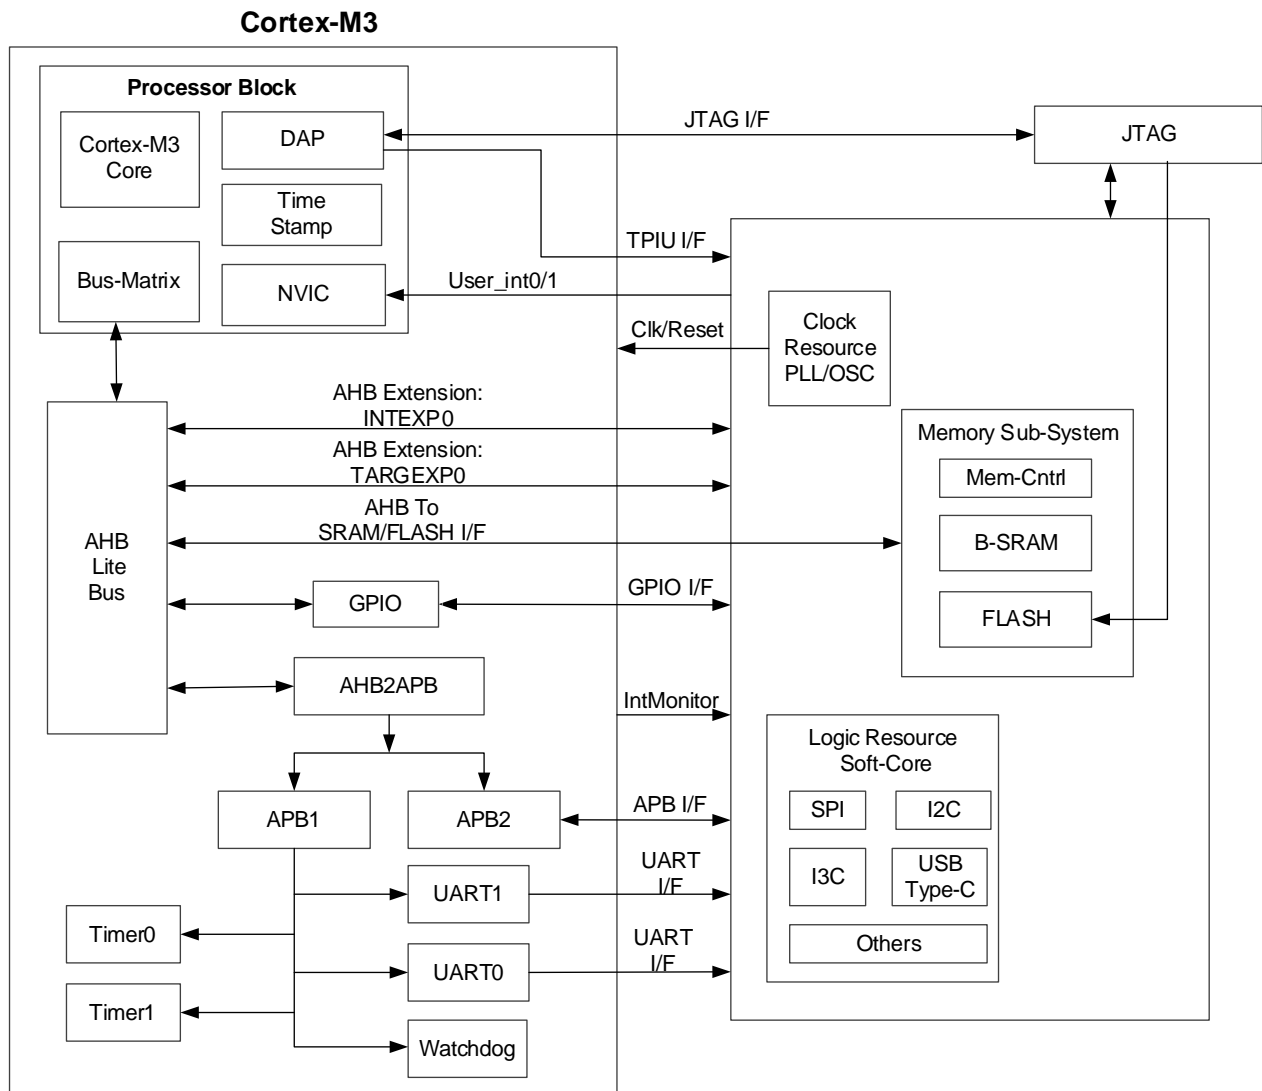 Cortex-M3
Processor Block
Cortex-M3
Core
DAP
Time
Stamp
Bus-Matrix
NVIC
JTAG I/F
JTAG
TPIU I/F
User_int0/1
Clk/Reset
Clock
Resource
PLL/OSC
AHB Extension:
INTEXP0
AHB Extension:
TARGEXP0
AHB To
SRAM/FLASH I/F
Memory Sub-System
Mem-Cntrl
B-SRAM
FLASH
AHB
Lite
Bus
GPIO
GPIO I/F
AHB2APB
IntMonitor
Logic Resource
Soft-Core
SPI
I2C
I3C
USB
Type-C
Others
APB1
APB2
APB I/F
UART
I/F
UART1
Timer0
UART
I/F
UART0
Timer1
Watchdog